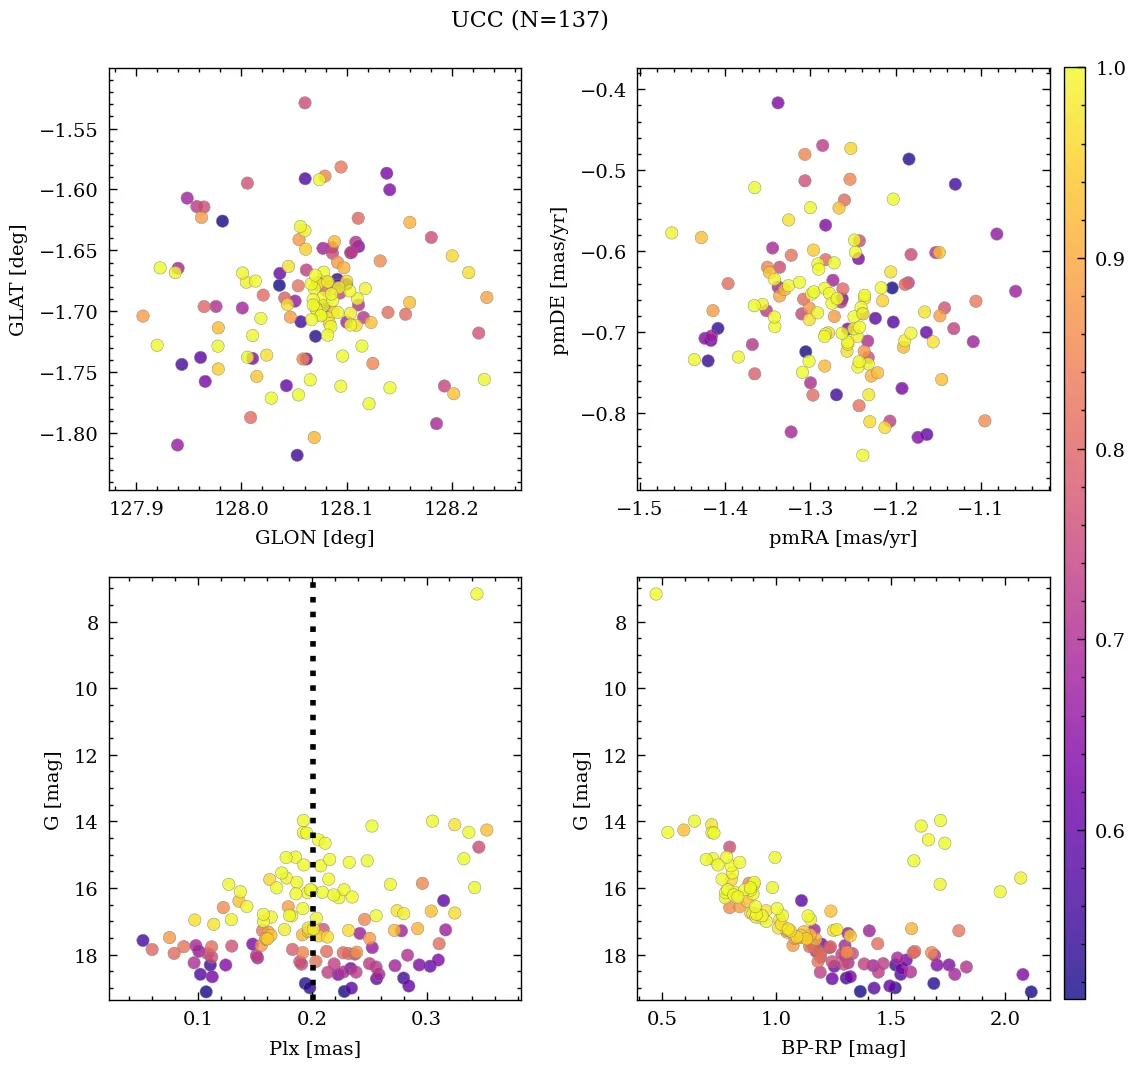 UCC (N=137)
−1.55
−1.60
−1.65
−1.70
−1.75
−1.80
GLAT [deg]
127.9 128.0 128.1 128.2
GLON [deg]
−0.4
−0.5
−0.6
−0.7
−0.8
pmDE [mas/yr]
−1.5 −1.4 −1.3 −1.2 −1.1
pmRA [mas/yr]
1.0
0.9
0.8
0.7
0.6
8
10
12
14
16
18
G [mag]
0.1 0.2 0.3
Plx [mas]
8
10
12
14
16
18
G [mag]
0.5 1.0 1.5 2.0
BP-RP [mag]